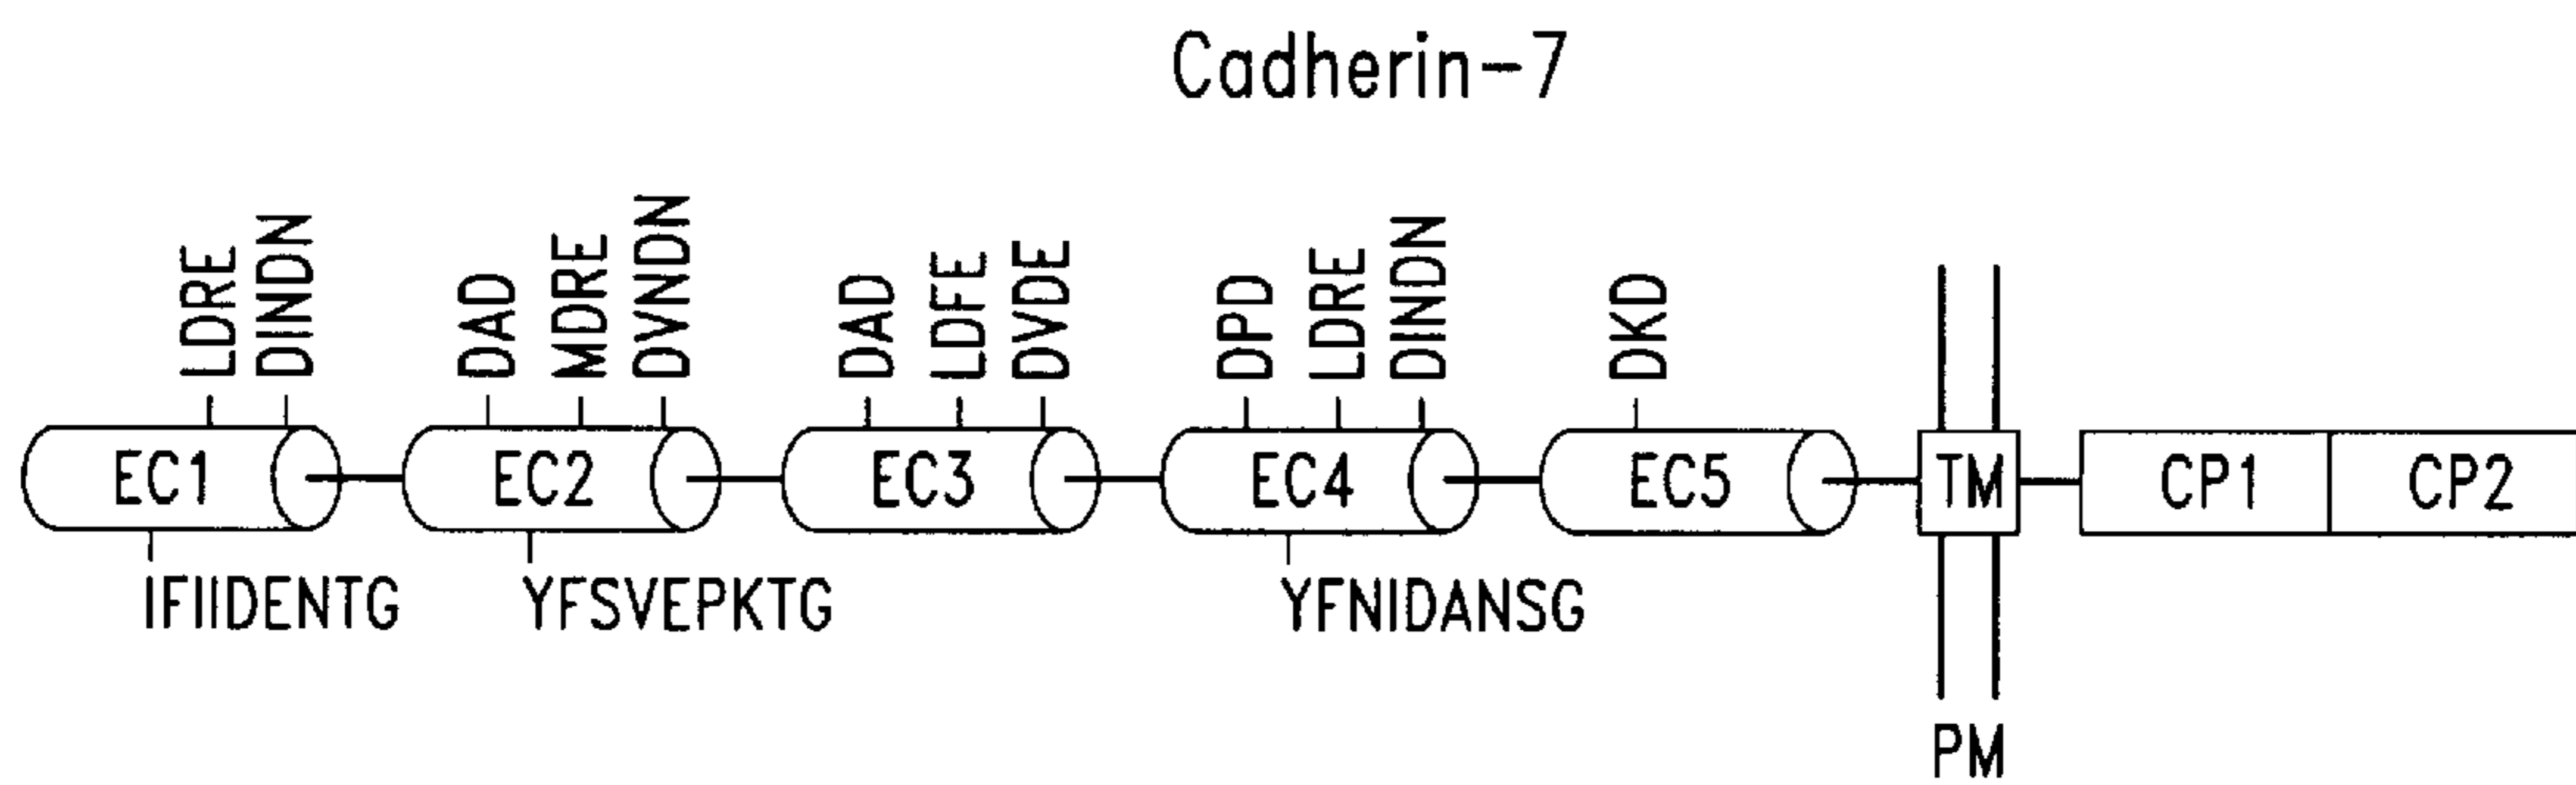 Cadherin-7
LDRE
DINDN
DAD
MDRE
DVNDN
DAD
LDFE
DVDE
DPD
LDRE
DINDN
DKD
EC1
EC2
EC3
EC4
EC5
TM
CP1
CP2
IFIIDENTG
YFSVEPKTG
YFNIDANSG
PM